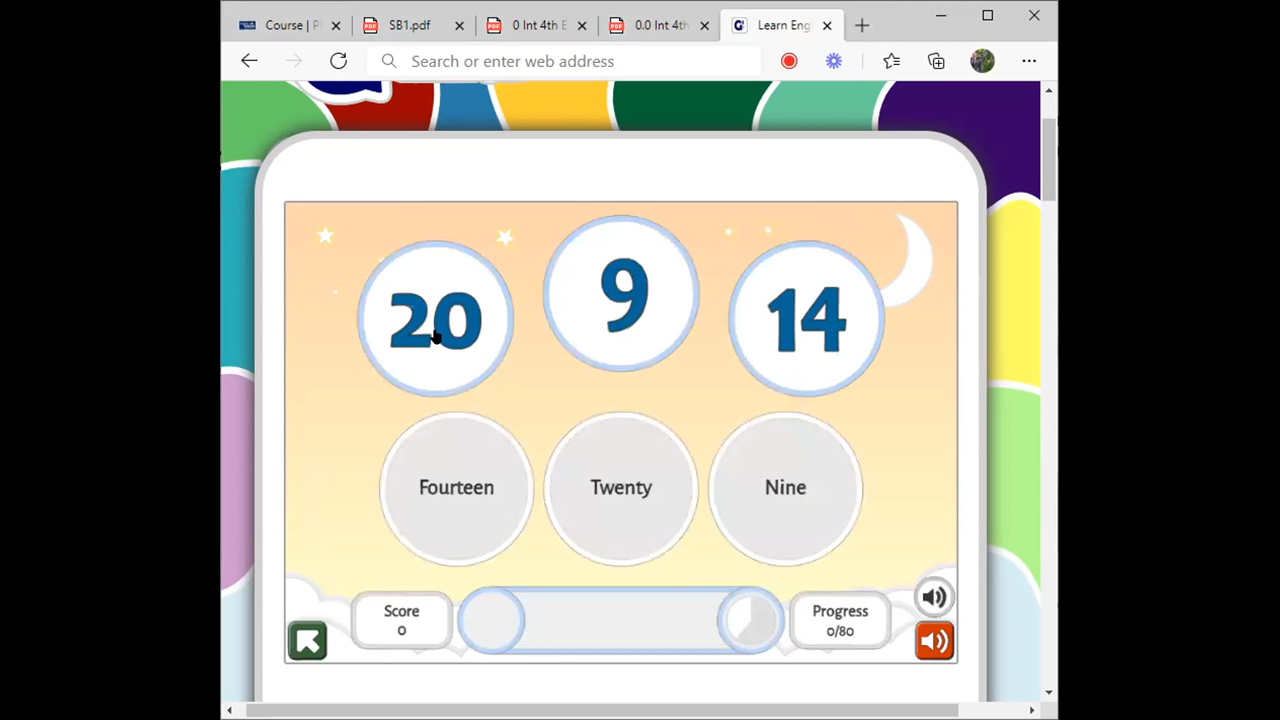 Course | P
SB1.pdf
0 Int 4th E
0.0 Int 4th
Learn Eng
Search or enter web address
20
9
14
Fourteen
Twenty
Nine
Score
0
Progress
0/80